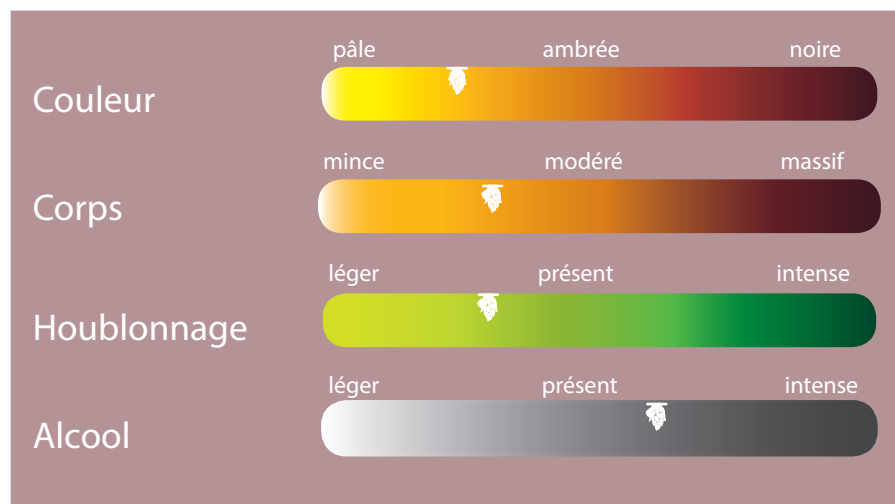 pâle ambrée noire
Couleur
mince modéré massif
Corps
léger présent intense
Houblonnage
léger présent intense
Alcool